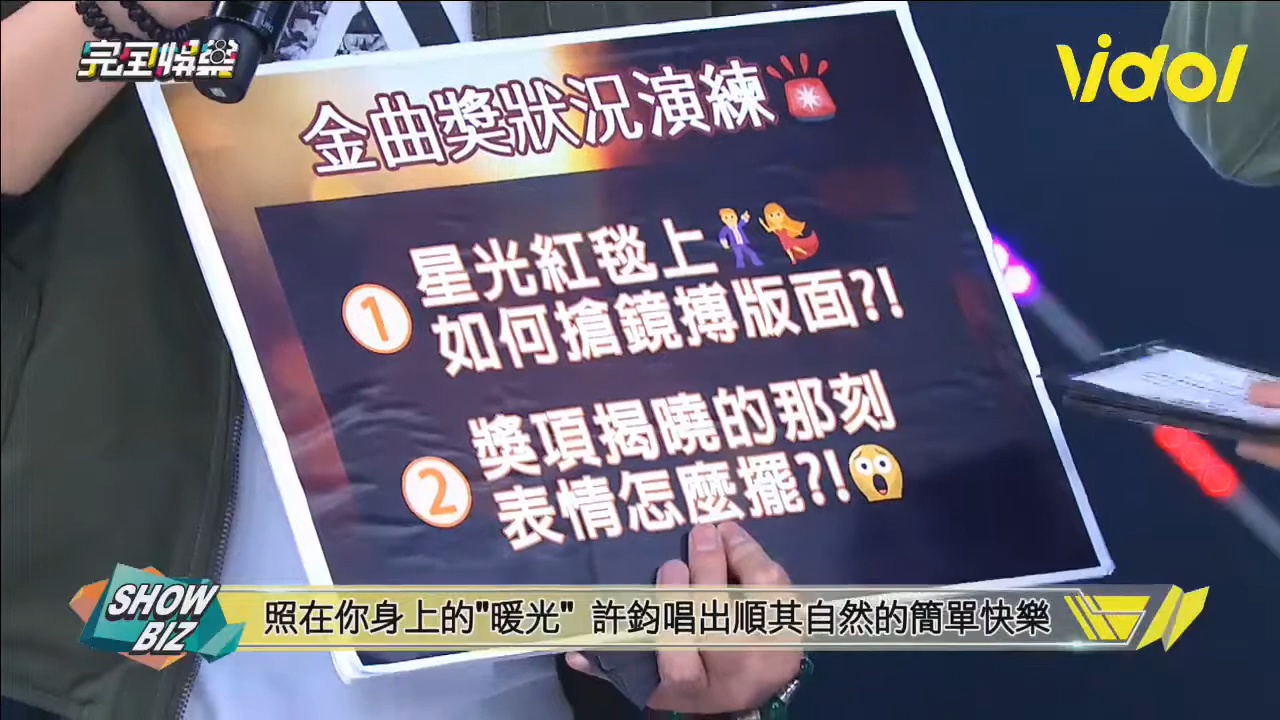 完全娛樂
Vidol
金曲獎狀況演練
1 星光紅毯上
如何搶鏡搏版面?!
2 獎項揭曉的那刻
表情怎麼擺?!
SHOW BIZ
照在你身上的"暖光" 許鈞唱出順其自然的簡單快樂